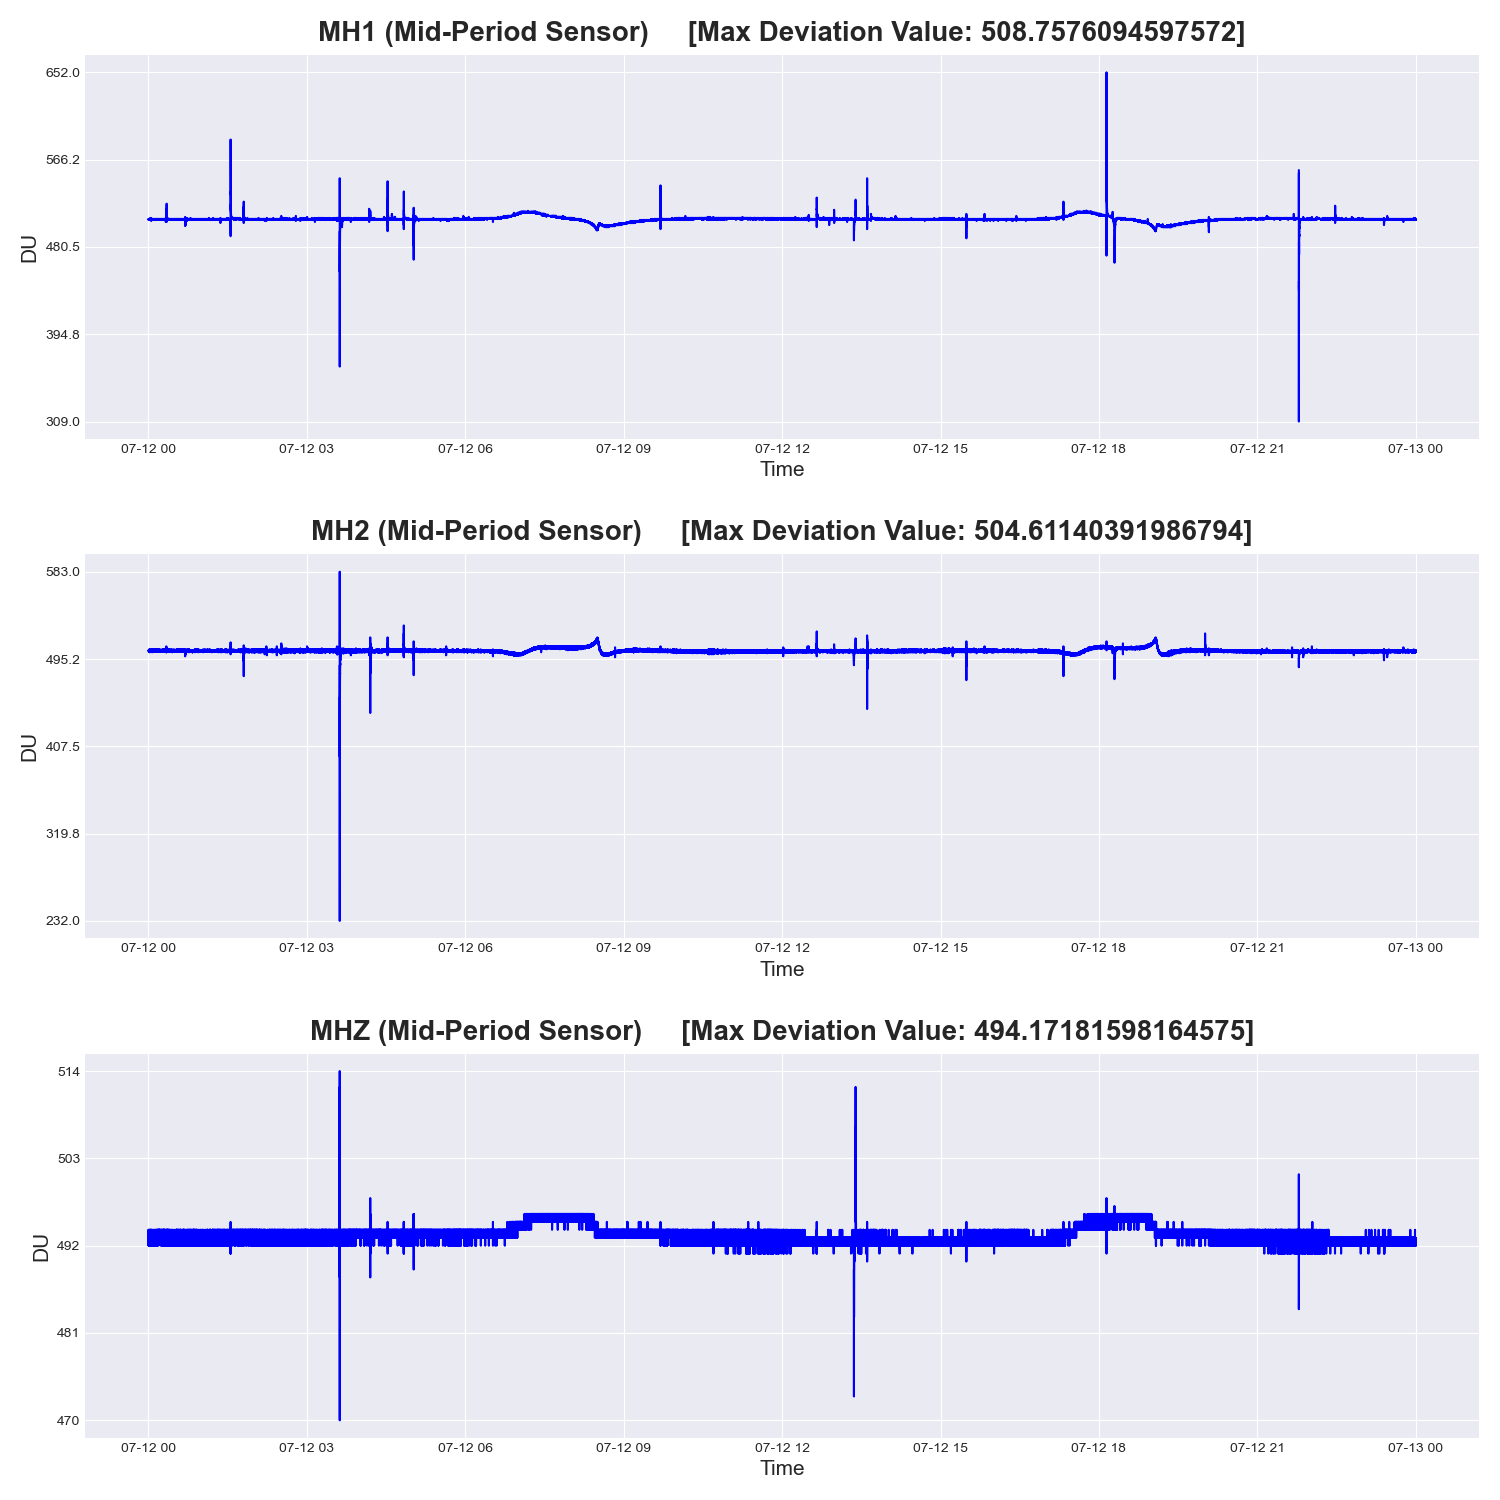 MH1 (Mid-Period Sensor) [Max Deviation Value: 508.7576094597572]
652.0
566.2
480.5
394.8
309.0
DU
07-12 00 07-12 03 07-12 06 07-12 09 07-12 12 07-12 15 07-12 18 07-12 21 07-13 00
Time
MH2 (Mid-Period Sensor) [Max Deviation Value: 504.61140391986794]
583.0
495.2
407.5
319.8
232.0
DU
07-12 00 07-12 03 07-12 06 07-12 09 07-12 12 07-12 15 07-12 18 07-12 21 07-13 00
Time
MHZ (Mid-Period Sensor) [Max Deviation Value: 494.17181598164575]
514
503
492
481
470
DU
07-12 00 07-12 03 07-12 06 07-12 09 07-12 12 07-12 15 07-12 18 07-12 21 07-13 00
Time